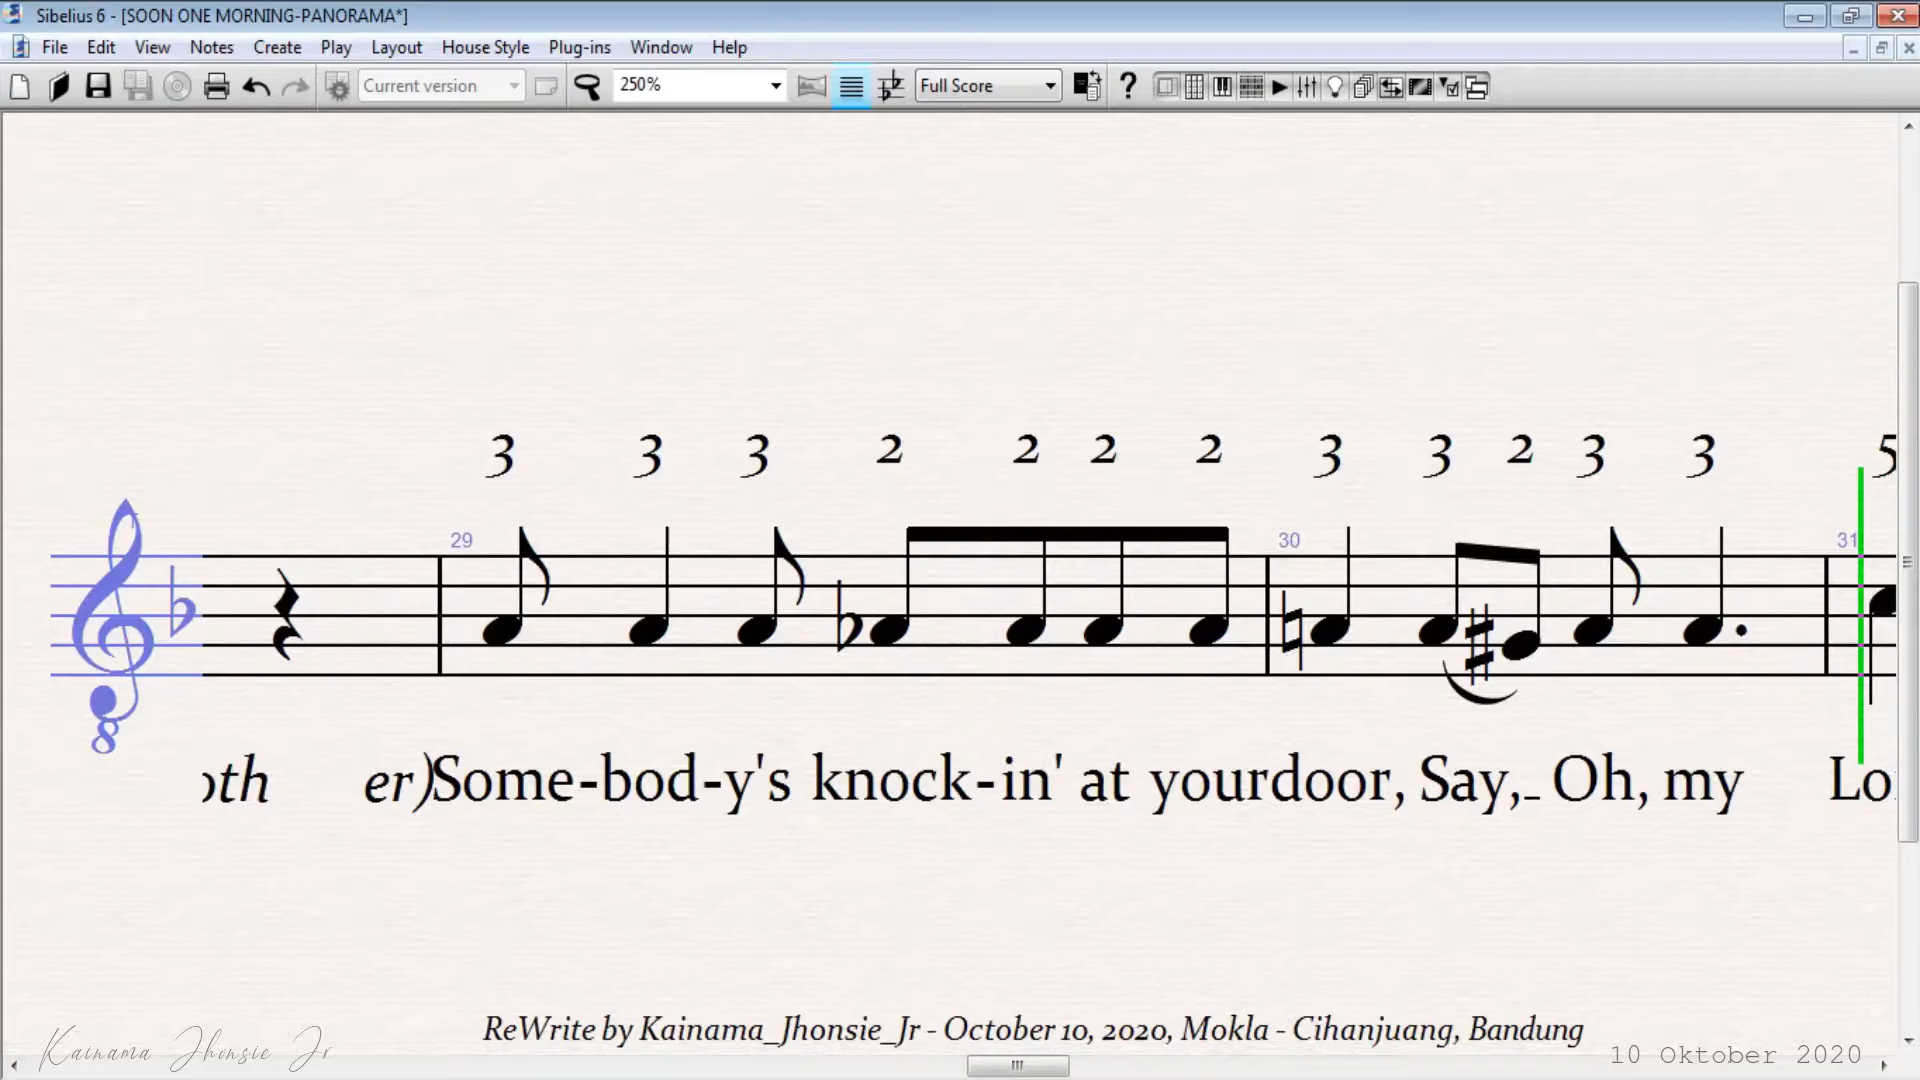 Sibelius 6 - [SOON ONE MORNING-PANORAMA*]
File Edit View Notes Create Play Layout House Style Plug-ins Window Help
Current version 250% Full Score ?
3 3 3 2 2 2 2 3 3 2 3 3 5
29 30 31
8
oth er)Some-bod-y's knock-in' at yourdoor, Say,_ Oh, my Lo
ReWrite by Kainama_Jhonsie_Jr - October 10, 2020, Mokla - Cihanjuang, Bandung
Kainama Jhonsie Jr
10 Oktober 2020